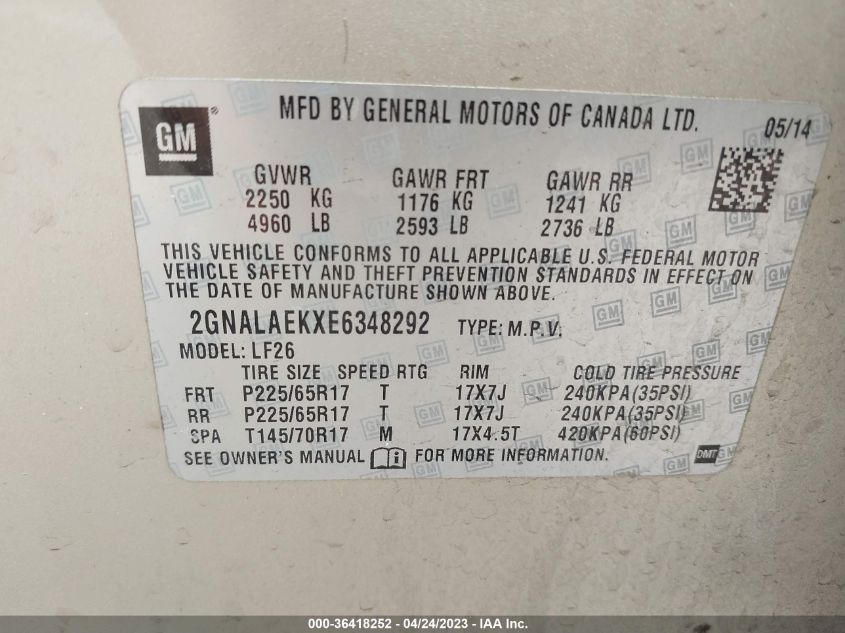 GM
MFD BY GENERAL MOTORS OF CANADA LTD.
05/14
GVWR GAWR FRT GAWR RR
2250 KG 1176 KG 1241 KG
4960 LB 2593 LB 2736 LB
THIS VEHICLE CONFORMS TO ALL APPLICABLE U.S. FEDERAL MOTOR
VEHICLE SAFETY AND THEFT PREVENTION STANDARDS IN EFFECT ON
THE DATE OF MANUFACTURE SHOWN ABOVE.
2GNALAEKXE6348292 TYPE: M.P.V.
MODEL: LF26
TIRE SIZE SPEED RTG RIM COLD TIRE PRESSURE
FRT P225/65R17 T 17X7J 240KPA(35PSI)
RR P225/65R17 T 17X7J 240KPA(35PSI)
SPA T145/70R17 M 17X4.5T 420KPA(60PSI)
SEE OWNER'S MANUAL i FOR MORE INFORMATION.
DMT
000-36418252 - 04/24/2023 - IAA Inc.